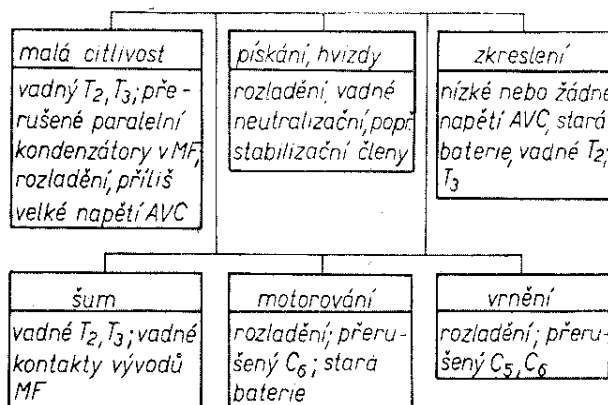 malá citlivost
vadný T₂, T₃; pře-
rušené paralelní
kondenzátory v MF,
rozladění, příliš
velké napětí AVC
pískání, hvizdy
rozladění, vadné
neutralizační, popř.
stabilizační členy
zkreslení
nízké nebo žádné
napětí AVC, stará
baterie, vadné T₂;
T₃
šum
vadné T₂, T₃; vadné
kontakty vývodů
MF
motorování
rozladění; přeru-
šený C₆; stará
baterie
vrnění
rozladění; přeru-
šený C₅, C₆